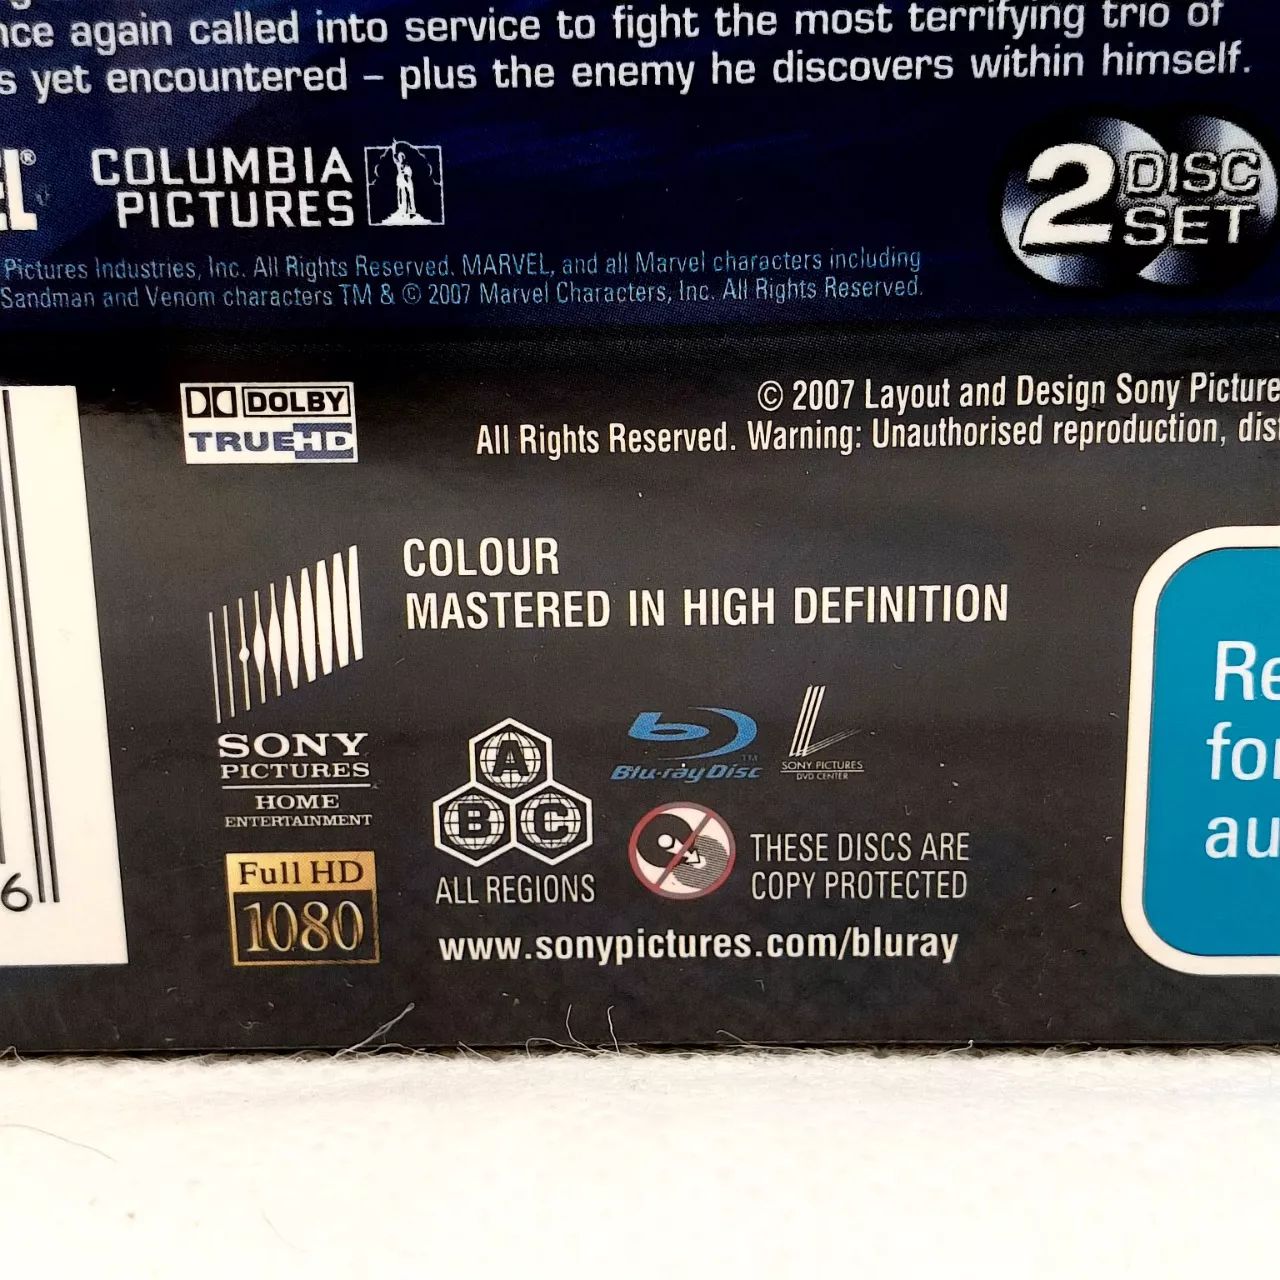 again called into service to fight the most terrifying trio of
s yet encountered – plus the enemy he discovers within himself.
COLUMBIA
PICTURES
2 DISC
SET
Pictures Industries, Inc. All Rights Reserved. MARVEL, and all Marvel characters including
Sandman and Venom characters TM & © 2007 Marvel Characters, Inc. All Rights Reserved.
DOLBY
TRUEHD
© 2007 Layout and Design Sony Picture
All Rights Reserved. Warning: Unauthorised reproduction, dist
COLOUR
MASTERED IN HIGH DEFINITION
SONY
PICTURES
HOME
ENTERTAINMENT
Full HD
1080
6
A
B C
ALL REGIONS
Blu-ray Disc™
SONY PICTURES
DVD CENTER
THESE DISCS ARE
COPY PROTECTED
www.sonypictures.com/bluray
Re
for
au